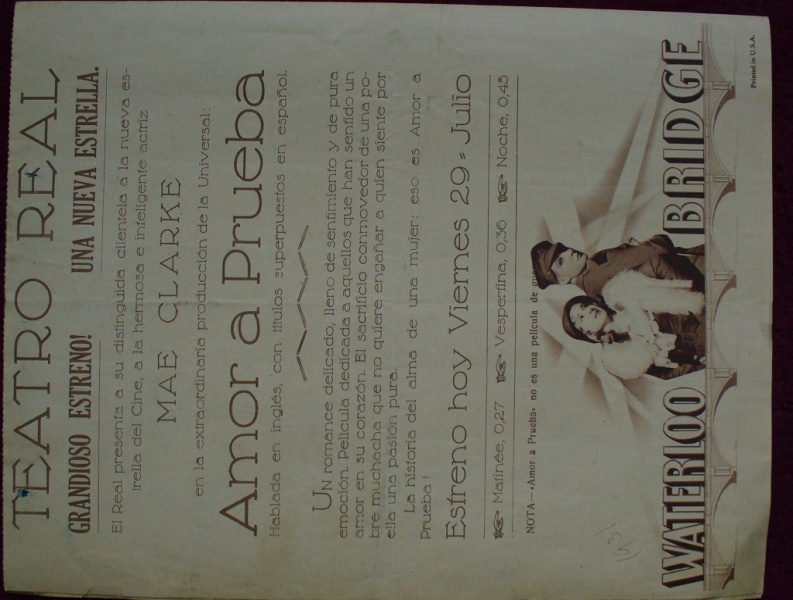 TEATRO REAL
GRANDIOSO ESTRENO! UNA NUEVA ESTRELLA.
El Real presenta a su distinguida clientela a la nueva es-
trella del Cine, a la hermosa e inteligente actriz
MAE CLARKE
en la extraordinaria producción de la Universal:
Amor a Prueba
Hablada en inglés, con títulos superpuestos en español.
UN romance delicado, lleno de sentimiento y de pura
emoción. Película dedicada a aquellos que han sentido un
amor en su corazón. El sacrificio conmovedor de una po-
bre muchacha que no quiere engañar a quien siente por
ella una pasión pura.
La historia del alma de una mujer: eso es Amor a
Prueba!
Estreno hoy Viernes 29 = Julio
Matinée, 0,27 Vespertina, 0,36 Noche, 0,45
NOTA—«Amor a Prueba» no es una película de
WATERLOO BRIDGE
Printed in U.S.A.